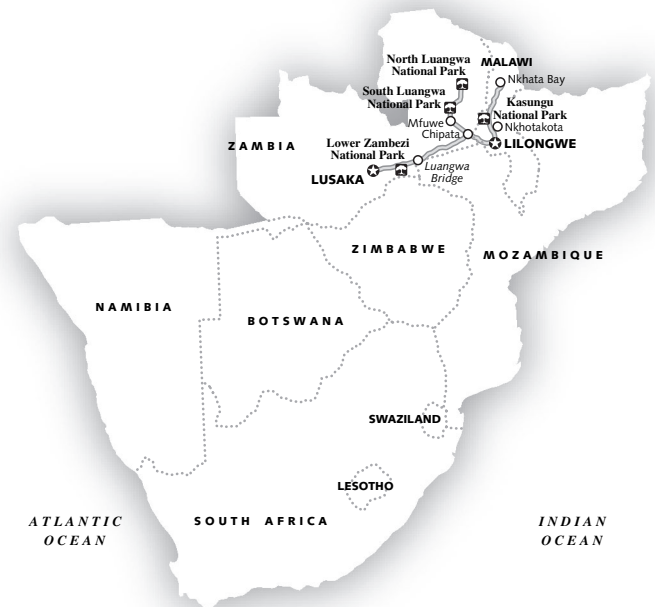 North Luangwa
National Park
MALAWI
Nkhata Bay
South Luangwa
National Park
Kasungu
National Park
Mfuwe
Nkhotakota
Chipata
ZAMBIA
Lower Zambezi
National Park
LILONGWE
Luangwa
Bridge
LUSAKA
ZIMBABWE
MOZAMBIQUE
NAMIBIA
BOTSWANA
SWAZILAND
LESOTHO
ATLANTIC
OCEAN
SOUTH AFRICA
INDIAN
OCEAN